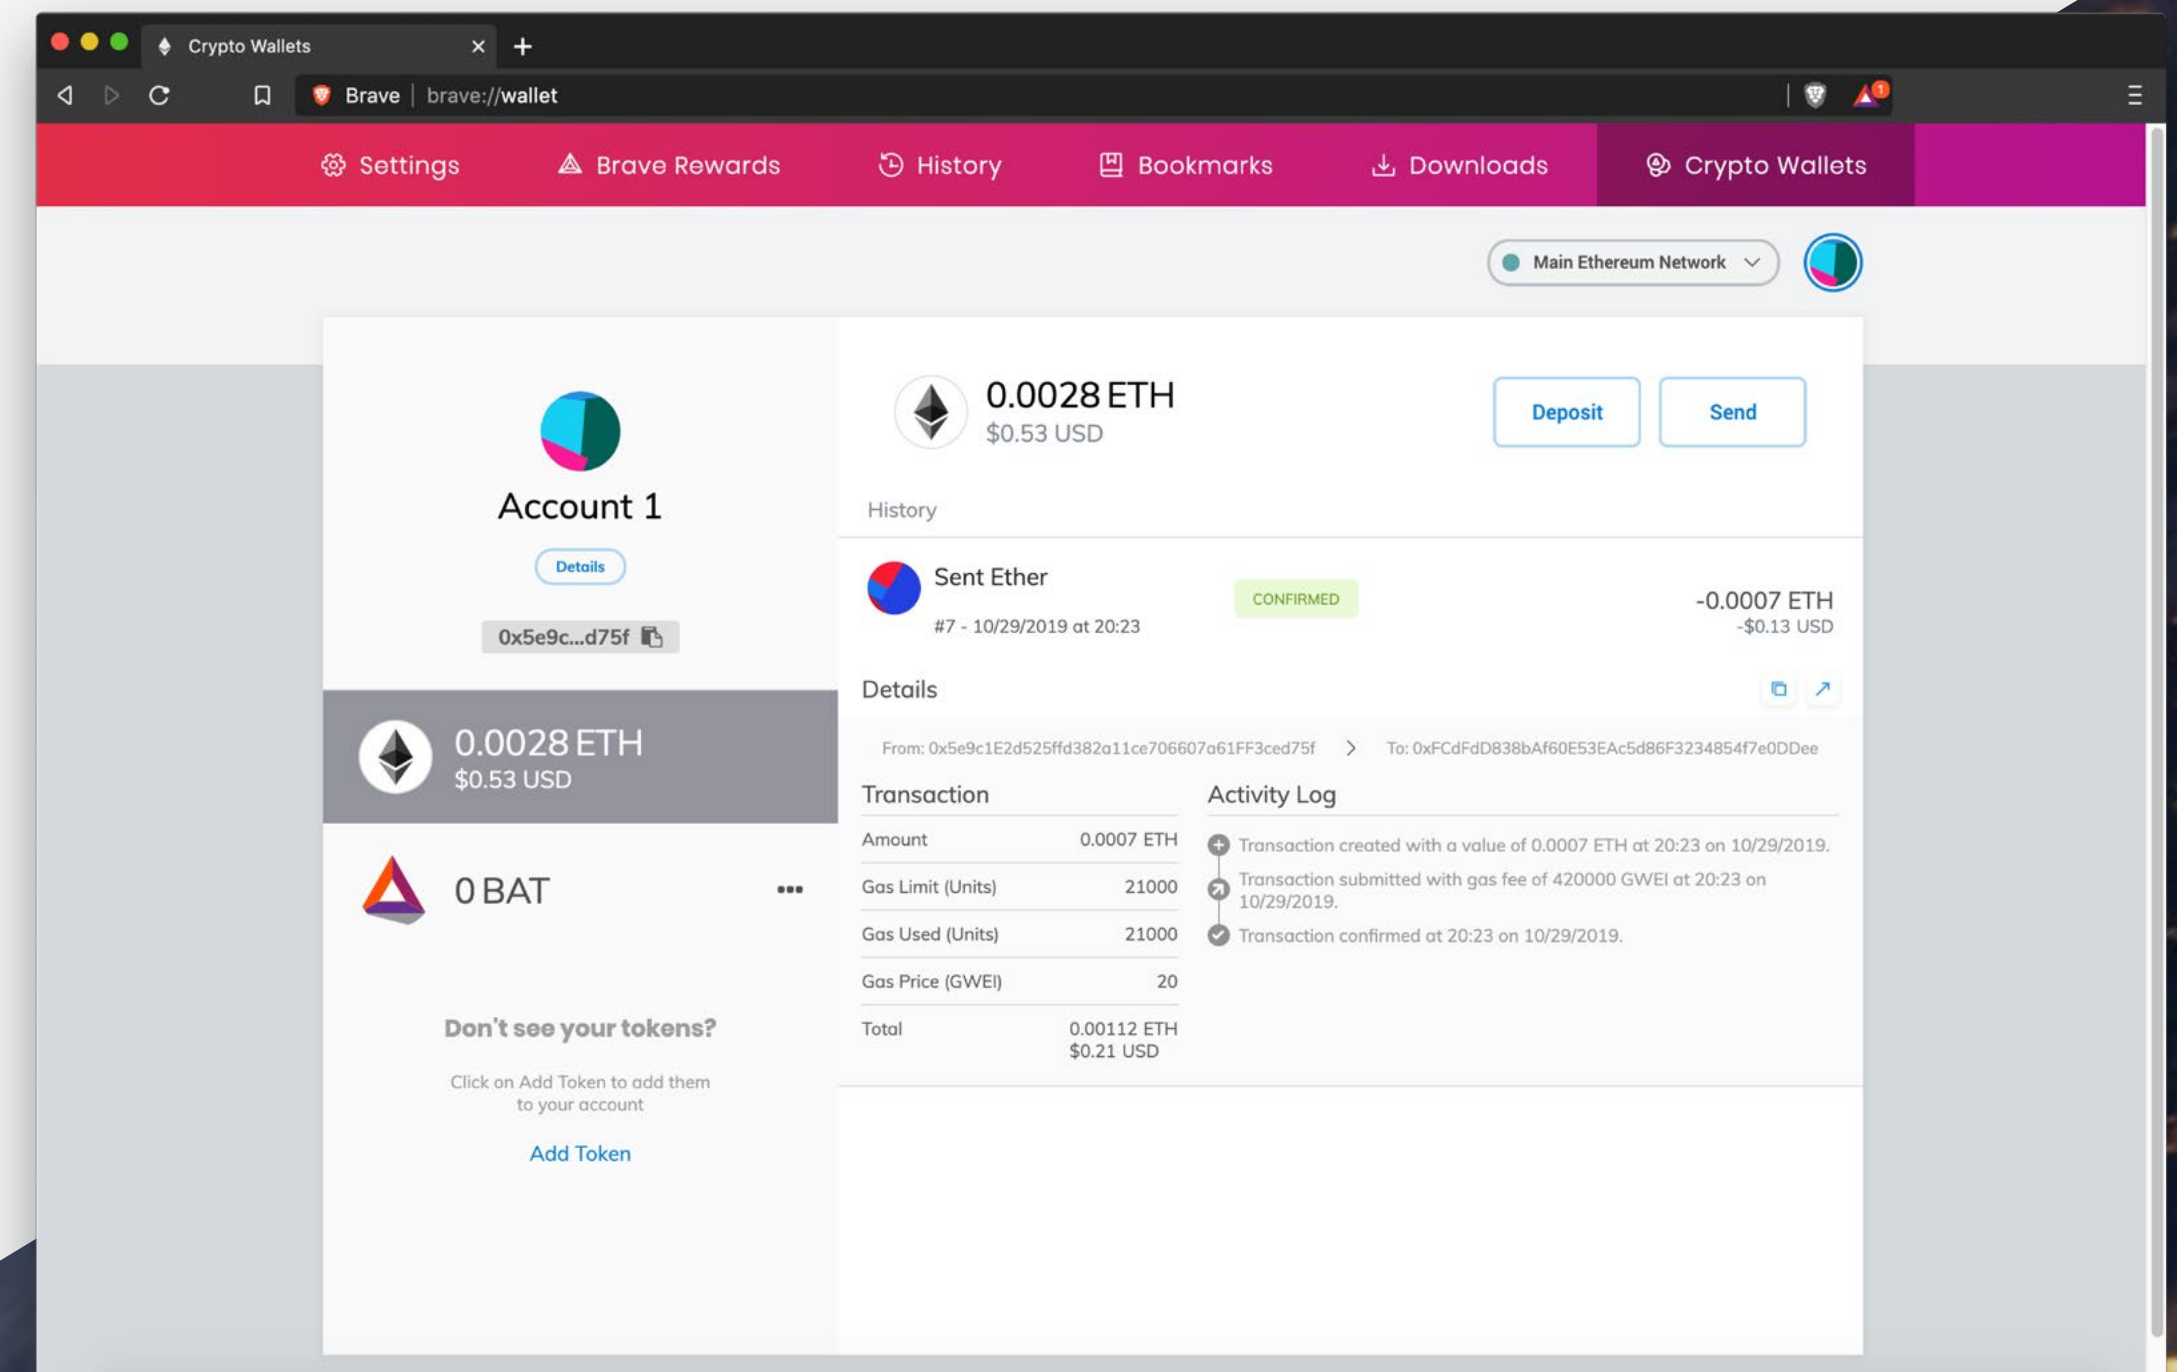 Crypto Wallets
Brave | brave://wallet
1
Settings
Brave Rewards
History
Bookmarks
Downloads
Crypto Wallets
Main Ethereum Network
Account 1
Details
0x5e9c...d75f
0.0028 ETH
$0.53 USD
0 BAT
Don't see your tokens?
Click on Add Token to add them
to your account
Add Token
0.0028 ETH
$0.53 USD
Deposit
Send
History
Sent Ether
#7 - 10/29/2019 at 20:23
CONFIRMED
-0.0007 ETH
-$0.13 USD
Details
From: 0x5e9c1E2d525ffd382a11ce706607a61FF3ced75f
To: 0xFCdFdD838bAf60E53EAc5d86F3234854f7e0DDee
Transaction
Amount 0.0007 ETH
Gas Limit (Units) 21000
Gas Used (Units) 21000
Gas Price (GWEI) 20
Total 0.00112 ETH
$0.21 USD
Activity Log
Transaction created with a value of 0.0007 ETH at 20:23 on 10/29/2019.
Transaction submitted with gas fee of 420000 GWEI at 20:23 on
10/29/2019.
Transaction confirmed at 20:23 on 10/29/2019.